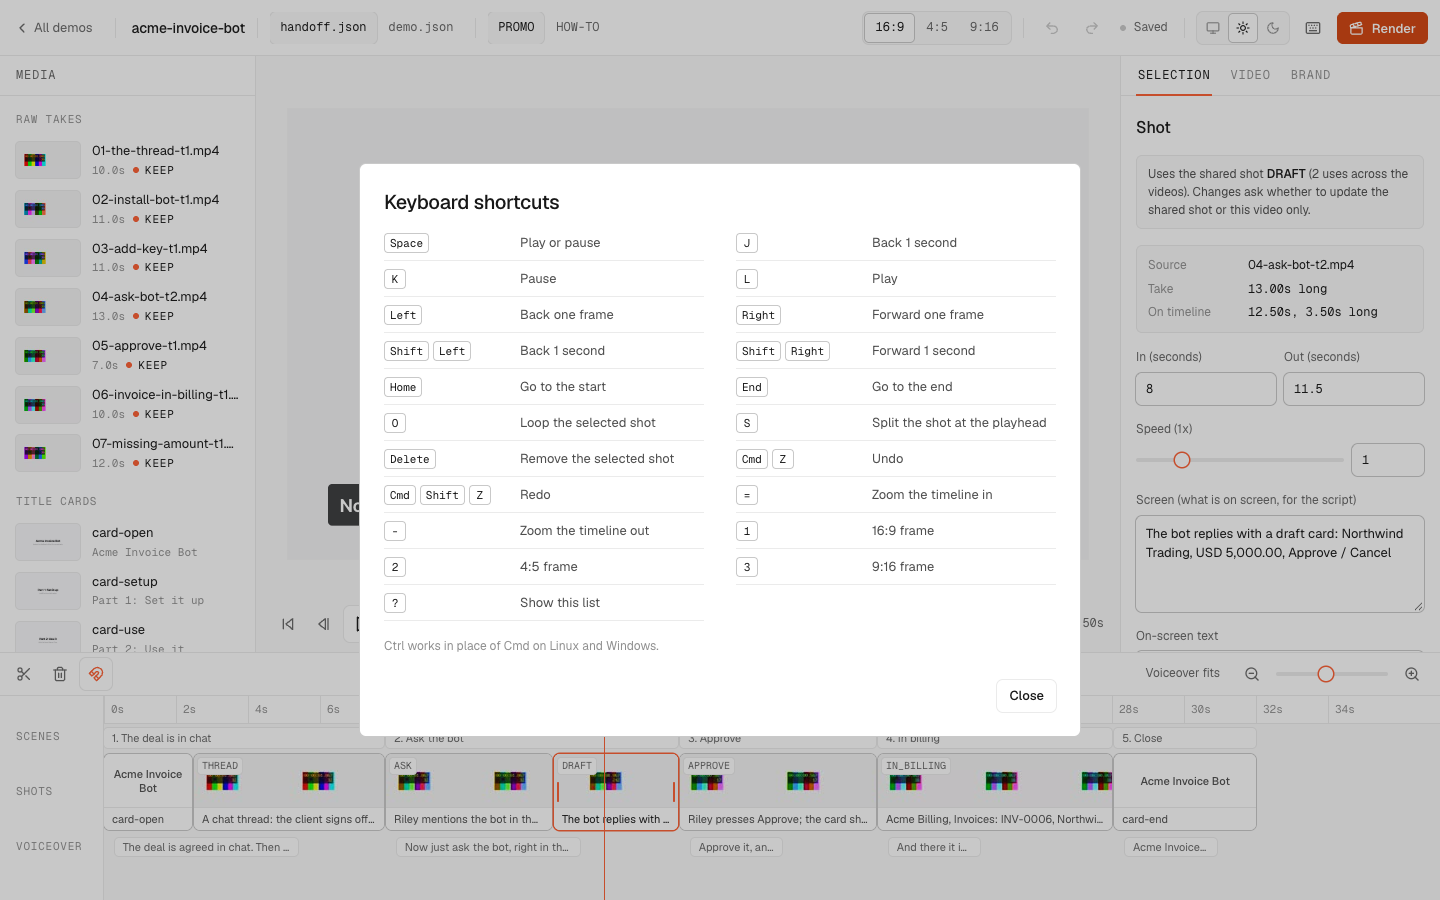 All demos
acme-invoice-bot
handoff.json
demo.json
PROMO
HOW-TO
16:9
4:5
9:16
Saved
Render
MEDIA
RAW TAKES
01-the-thread-t1.mp4
10.0s KEEP
02-install-bot-t1.mp4
11.0s KEEP
03-add-key-t1.mp4
11.0s KEEP
04-ask-bot-t2.mp4
13.0s KEEP
05-approve-t1.mp4
7.0s KEEP
06-invoice-in-billing-t1....
10.0s KEEP
07-missing-amount-t1....
12.0s KEEP
TITLE CARDS
card-open
Acme Invoice Bot
card-setup
Part 1: Set it up
card-use
Part 2: Use it
Keyboard shortcuts
Space Play or pause
J Back 1 second
K Pause
L Play
Left Back one frame
Right Forward one frame
Shift Left Back 1 second
Shift Right Forward 1 second
Home Go to the start
End Go to the end
O Loop the selected shot
S Split the shot at the playhead
Delete Remove the selected shot
Cmd Z Undo
Cmd Shift Z Redo
= Zoom the timeline in
- Zoom the timeline out
1 16:9 frame
2 4:5 frame
3 9:16 frame
? Show this list
Ctrl works in place of Cmd on Linux and Windows.
Close
SELECTION
VIDEO
BRAND
Shot
Uses the shared shot DRAFT (2 uses across the
videos). Changes ask whether to update the
shared shot or this video only.
Source 04-ask-bot-t2.mp4
Take 13.00s long
On timeline 12.50s, 3.50s long
In (seconds)
Out (seconds)
8
11.5
Speed (1x)
1
Screen (what is on screen, for the script)
The bot replies with a draft card: Northwind
Trading, USD 5,000.00, Approve / Cancel
On-screen text
No
50s
Voiceover fits
0s
2s
4s
6s
28s
30s
32s
34s
SCENES
1. The deal is in chat
2. Ask the bot
3. Approve
4. In billing
5. Close
SHOTS
Acme Invoice
Bot
card-open
THREAD
A chat thread: the client signs off...
ASK
Riley mentions the bot in th...
DRAFT
The bot replies with ...
APPROVE
Riley presses Approve; the card sh...
IN_BILLING
Acme Billing, Invoices: INV-0006, Northwi...
Acme Invoice Bot
card-end
VOICEOVER
The deal is agreed in chat. Then ...
Now just ask the bot, right in th...
Approve it, an...
And there it i...
Acme Invoice...